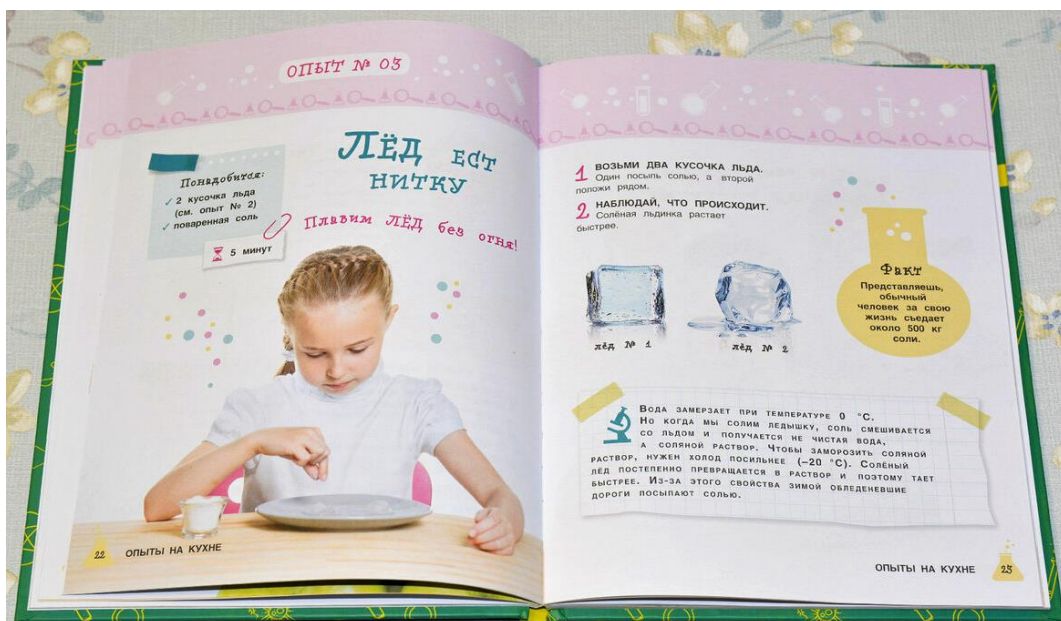 ОПЫТ № 03
ЛЁД ЕСТ
НИТКУ
Понадобится:
✓ 2 кусочка льда
(см. опыт № 2)
✓ поваренная соль
5 минут
Плавим ЛЁД без огня!
22 ОПЫТЫ НА КУХНЕ
1 ВОЗЬМИ ДВА КУСОЧКА ЛЬДА.
Один посыпь солью, а второй
положи рядом.
2 НАБЛЮДАЙ, ЧТО ПРОИСХОДИТ.
Солёная льдинка растает
быстрее.
лёд № 1
лёд № 2
Факт
Представляешь,
обычный
человек за свою
жизнь съедает
около 500 кг
соли.
ВОДА ЗАМЕРЗАЕТ ПРИ ТЕМПЕРАТУРЕ 0 °С.
НО КОГДА МЫ СОЛИМ ЛЕДЫШКУ, СОЛЬ СМЕШИВАЕТСЯ
СО ЛЬДОМ И ПОЛУЧАЕТСЯ НЕ ЧИСТАЯ ВОДА,
А СОЛЯНОЙ РАСТВОР. ЧТОБЫ ЗАМОРОЗИТЬ СОЛЯНОЙ
РАСТВОР, НУЖЕН ХОЛОД ПОСИЛЬНЕЕ (–20 °С). СОЛЁНЫЙ
ЛЁД ПОСТЕПЕННО ПРЕВРАЩАЕТСЯ В РАСТВОР И ПОЭТОМУ ТАЕТ
БЫСТРЕЕ. ИЗ-ЗА ЭТОГО СВОЙСТВА ЗИМОЙ ОБЛЕДЕНЕВШИЕ
ДОРОГИ ПОСЫПАЮТ СОЛЬЮ.
ОПЫТЫ НА КУХНЕ 23